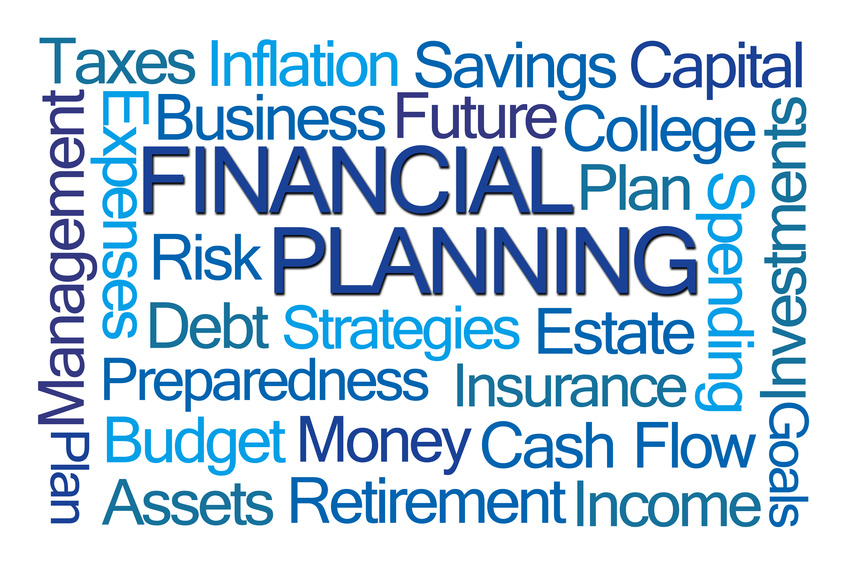 Taxes Inflation Savings Capital
Management
Expenses
Business Future College
Investments
FINANCIAL Plan
Spending
Risk PLANNING
Debt Strategies Estate
Preparedness Insurance
Goals
Plan
Budget Money Cash Flow
Assets Retirement Income